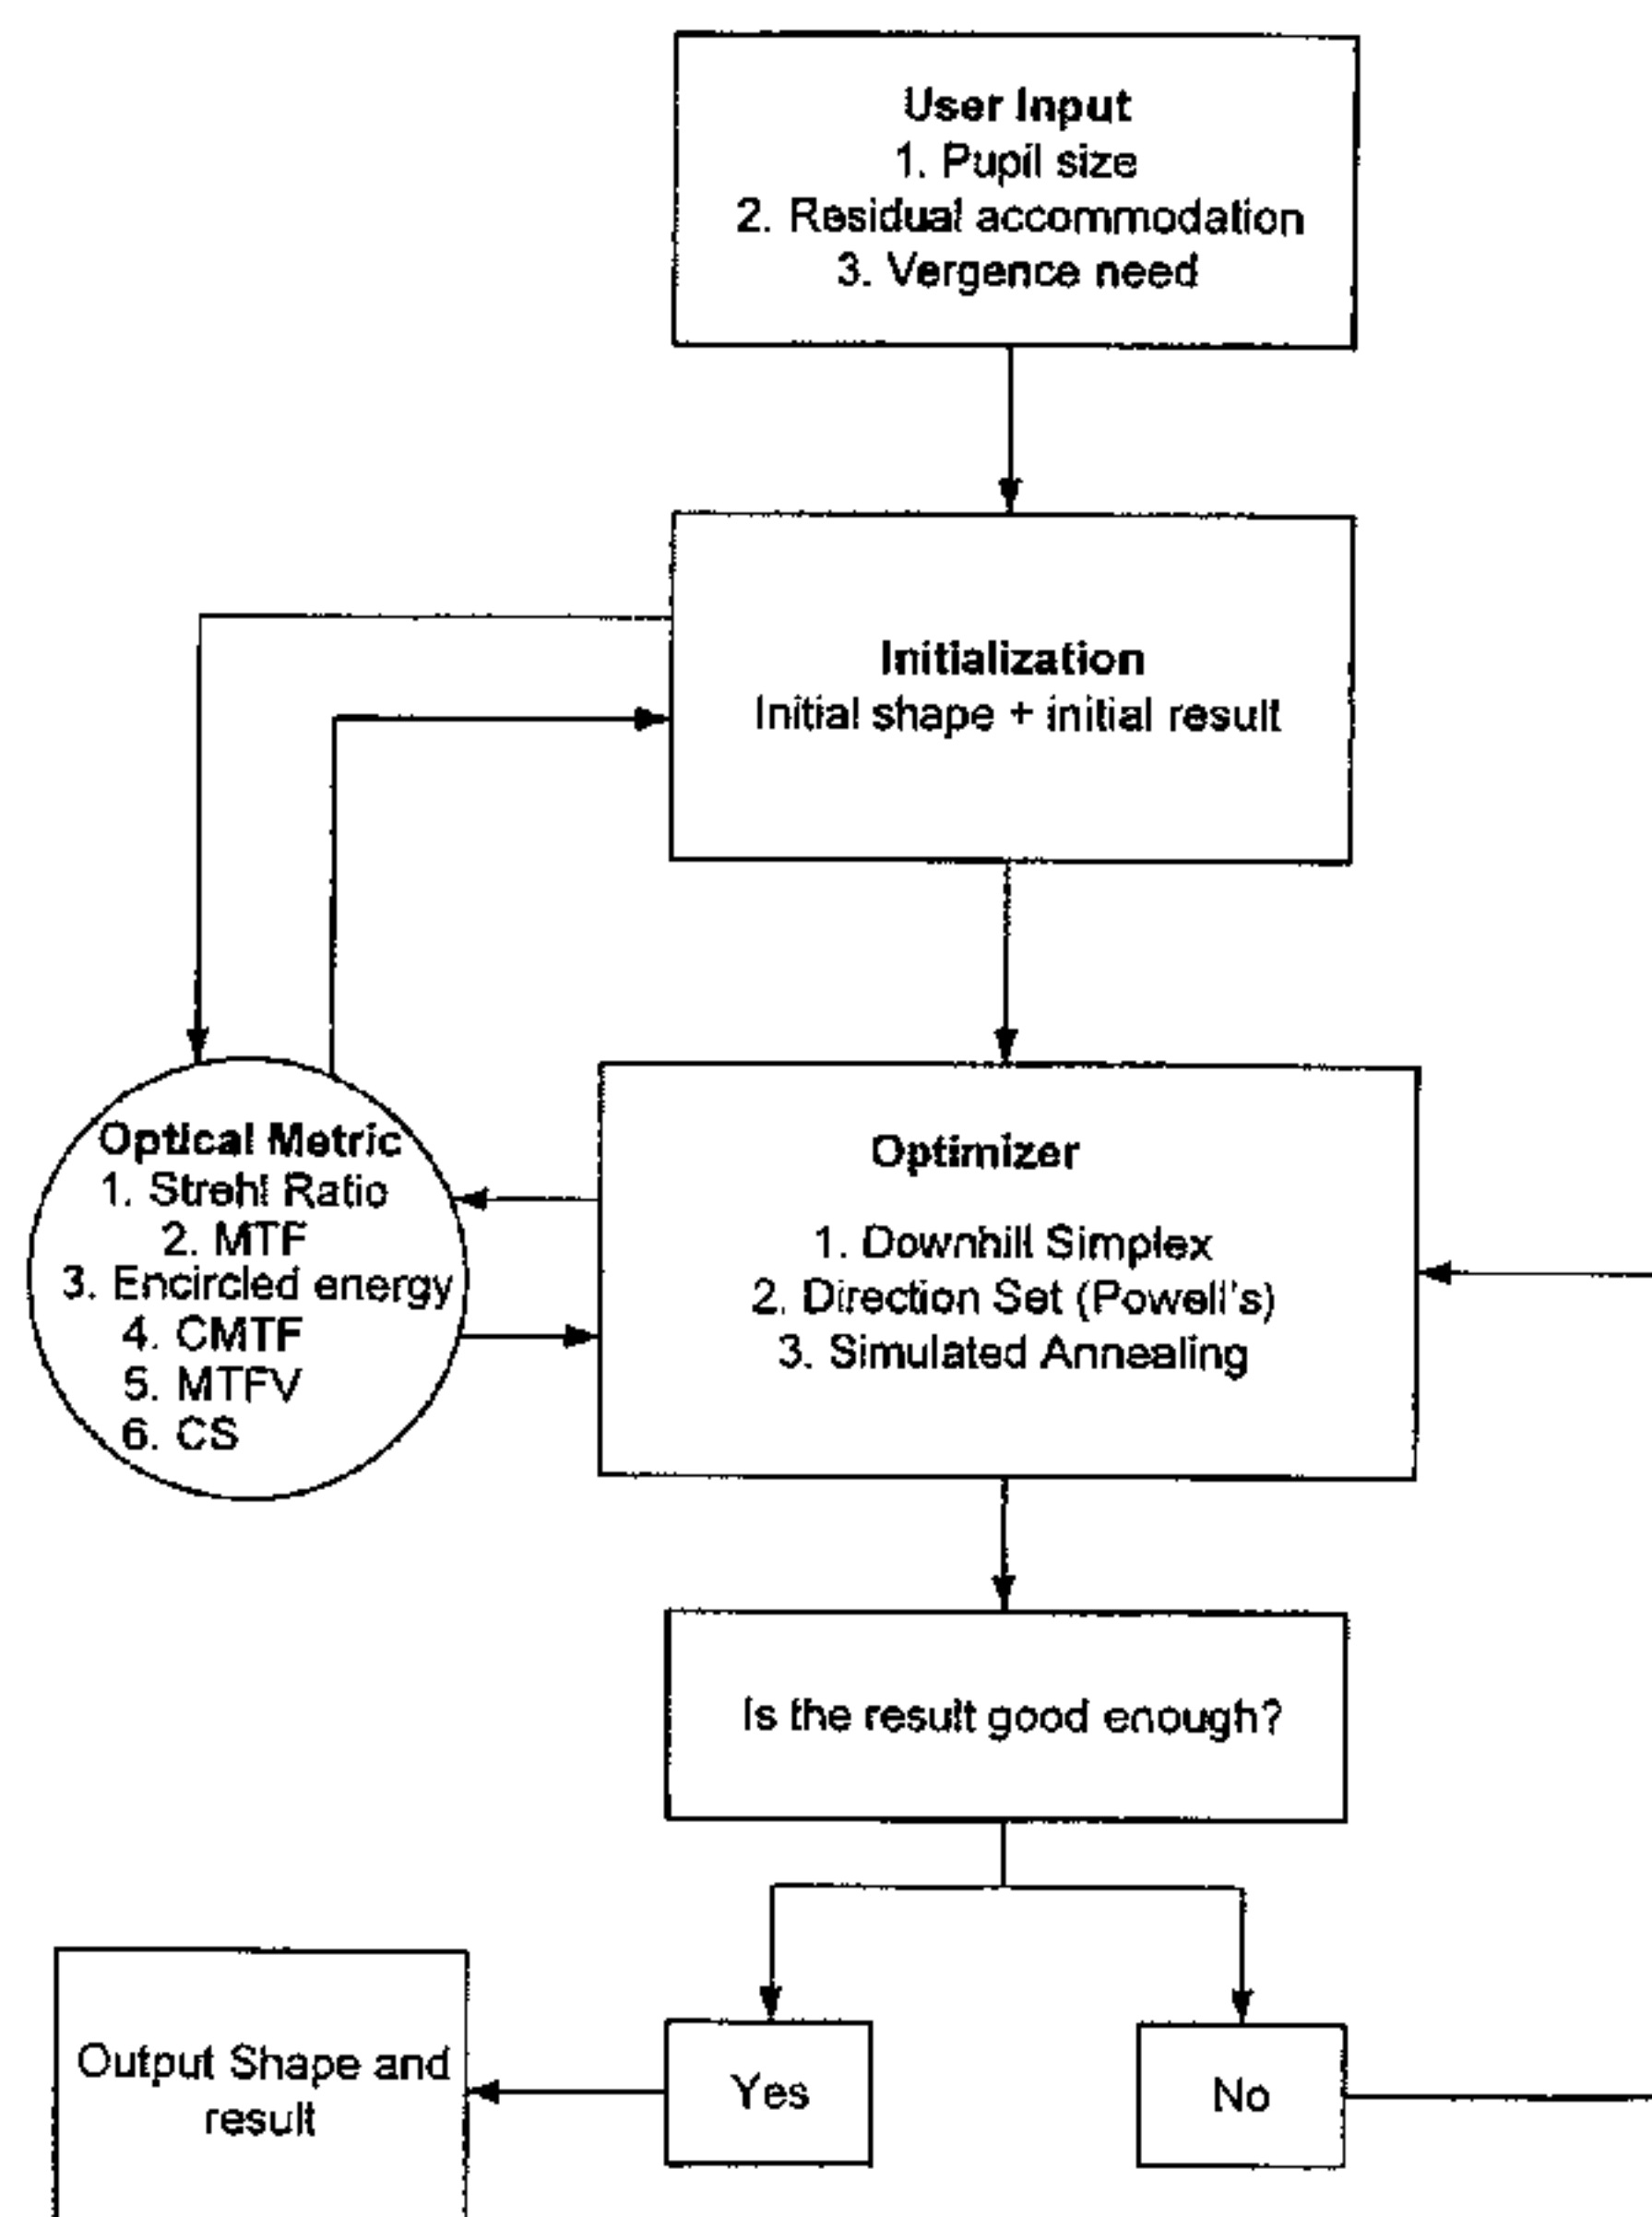 User Input
1. Pupil size
2. Residual accommodation
3. Vergence need
Initialization
Initial shape + initial result
Optical Metric
1. Strehl Ratio
2. MTF
3. Encircled energy
4. CMTF
5. MTFV
6. CS
Optimizer
1. Downhill Simplex
2. Direction Set (Powell's)
3. Simulated Annealing
Is the result good enough?
Yes
No
Output Shape and
result